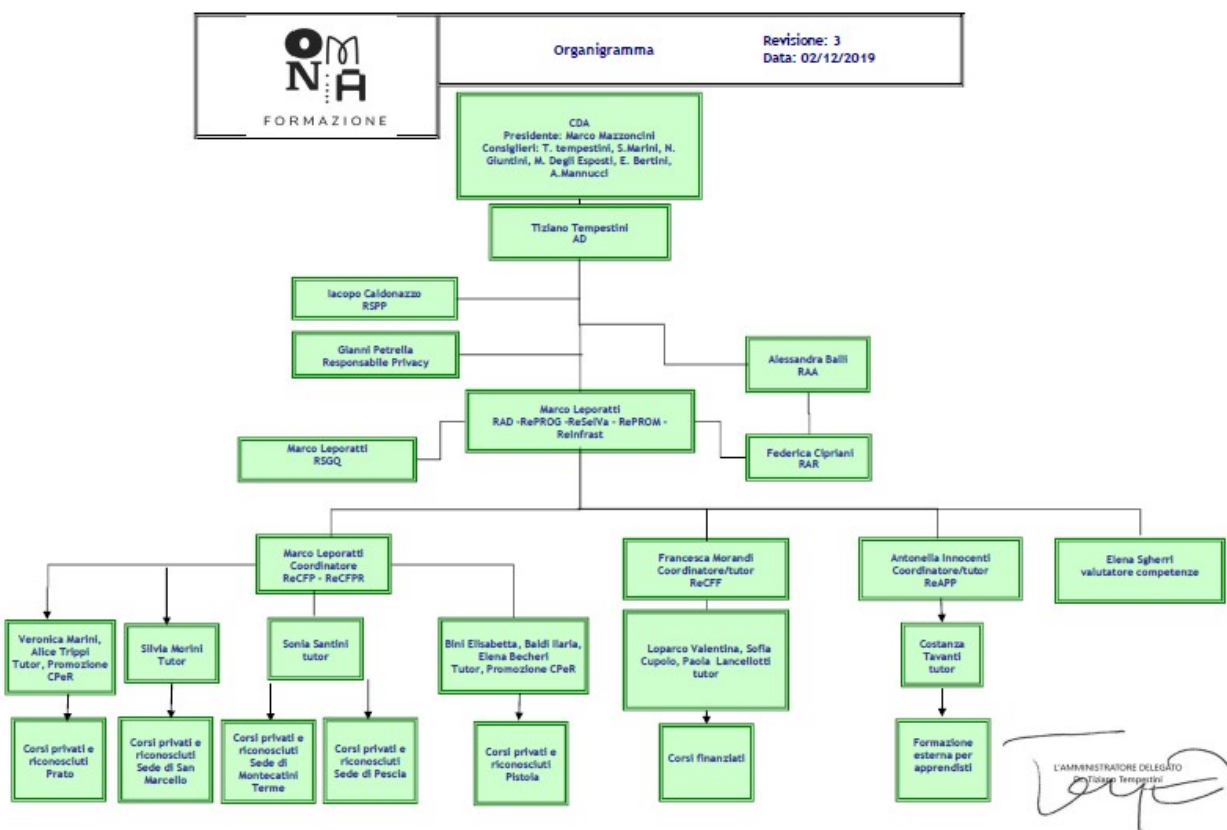 OMNIA
FORMAZIONE
Organigramma
Revisione: 3
Data: 02/12/2019
CDA
Presidente: Marco Mazzoncini
Consiglieri: T. tempestini, S.Marini, N.
Giuntini, M. Degli Esposti, E. Bertini,
A.Mannucci
Tiziano Tempestini
AD
Iacopo Caldonazzo
RSPP
Gianni Petrella
Responsabile Privacy
Alessandra Balli
RAA
Marco Leporatti
RAD -RePROG -ReSelVa - RePROM -
ReInfrast
Marco Leporatti
RSGQ
Federica Cipriani
RAR
Marco Leporatti
Coordinatore
ReCFP - ReCFPR
Francesca Morandi
Coordinatore/tutor
ReCFF
Antonella Innocenti
Coordinatore/tutor
ReAPP
Elena Sgherri
valutatore competenze
Veronica Marini,
Alice Trippi
Tutor, Promozione
CPeR
Silvia Morini
Tutor
Sonia Santini
tutor
Bini Elisabetta, Baldi Ilaria,
Elena Becheri
Tutor, Promozione CPeR
Loparco Valentina, Sofia
Cupolo, Paola Lancellotti
tutor
Costanza
Tavanti
tutor
Corsi privati e
riconosciuti
Prato
Corsi privati e
riconosciuti
Sede di San
Marcello
Corsi privati e
riconosciuti
Sede di
Montecatini
Terme
Corsi privati e
riconosciuti
Sede di Pescia
Corsi privati e
riconosciuti
Pistoia
Corsi finanziati
Formazione
esterna per
apprendisti
L'AMMINISTRATORE DELEGATO
Tiziano Tempestini